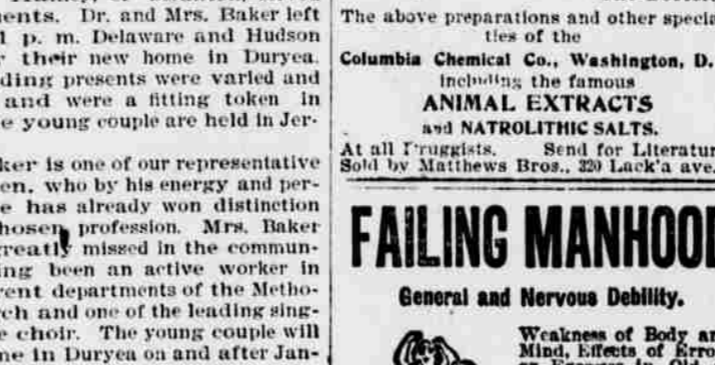 ents. Dr. and Mrs. Baker left
p. m. Delaware and Hudson
their new home in Duryea.
ding presents were varied and
and were a fitting token in
e young couple are held in Jer-
ker is one of our representative
en, who by his energy and per-
e has already won distinction
hosen profession. Mrs. Baker
greatly missed in the commun-
ing been an active worker in
rent departments of the Metho-
ch and one of the leading sing-
e choir. The young couple will
me in Duryea on and after Jan-
The above preparations and other specia
ties of the
Columbia Chemical Co., Washington, D.
including the famous
ANIMAL EXTRACTS
and NATROLITHIC SALTS.
At all Druggists. Send for Literatur
Sold by Matthews Bros., 320 Lack'a ave.
FAILING MANHOOD
General and Nervous Debility.
Weakness of Body an
Mind, Effects of Erro